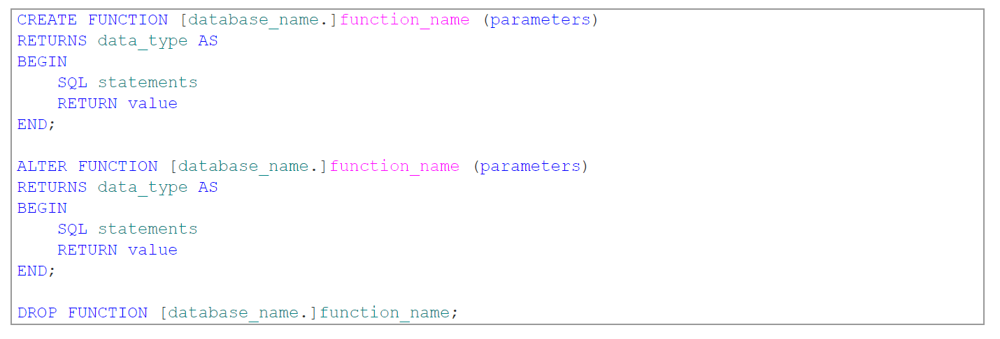 CREATE FUNCTION [database_name.]function_name (parameters)
RETURNS data_type AS
BEGIN
    SQL statements
    RETURN value
END;

ALTER FUNCTION [database_name.]function_name (parameters)
RETURNS data_type AS
BEGIN
    SQL statements
    RETURN value
END;

DROP FUNCTION [database_name.]function_name;